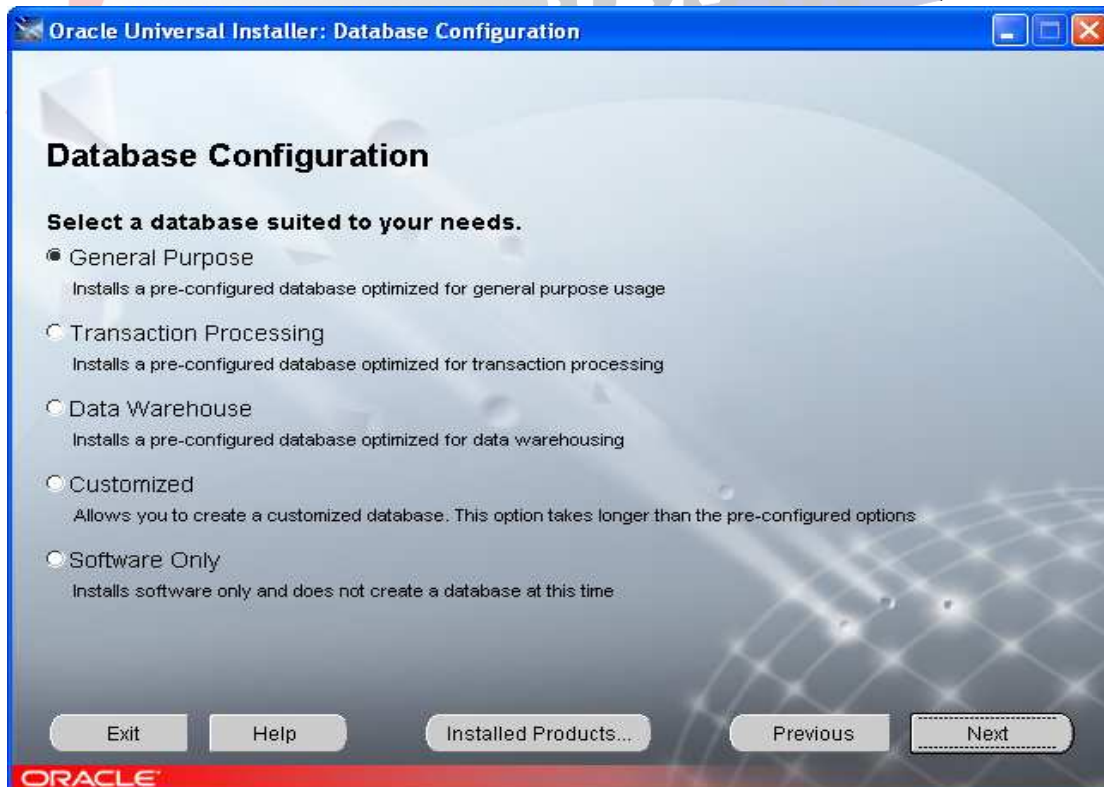 Oracle Universal Installer: Database Configuration
Database Configuration
Select a database suited to your needs.
General Purpose
Installs a pre-configured database optimized for general purpose usage
Transaction Processing
Installs a pre-configured database optimized for transaction processing
Data Warehouse
Installs a pre-configured database optimized for data warehousing
Customized
Allows you to create a customized database. This option takes longer than the pre-configured options
Software Only
Installs software only and does not create a database at this time
Exit Help Installed Products... Previous Next
ORACLE